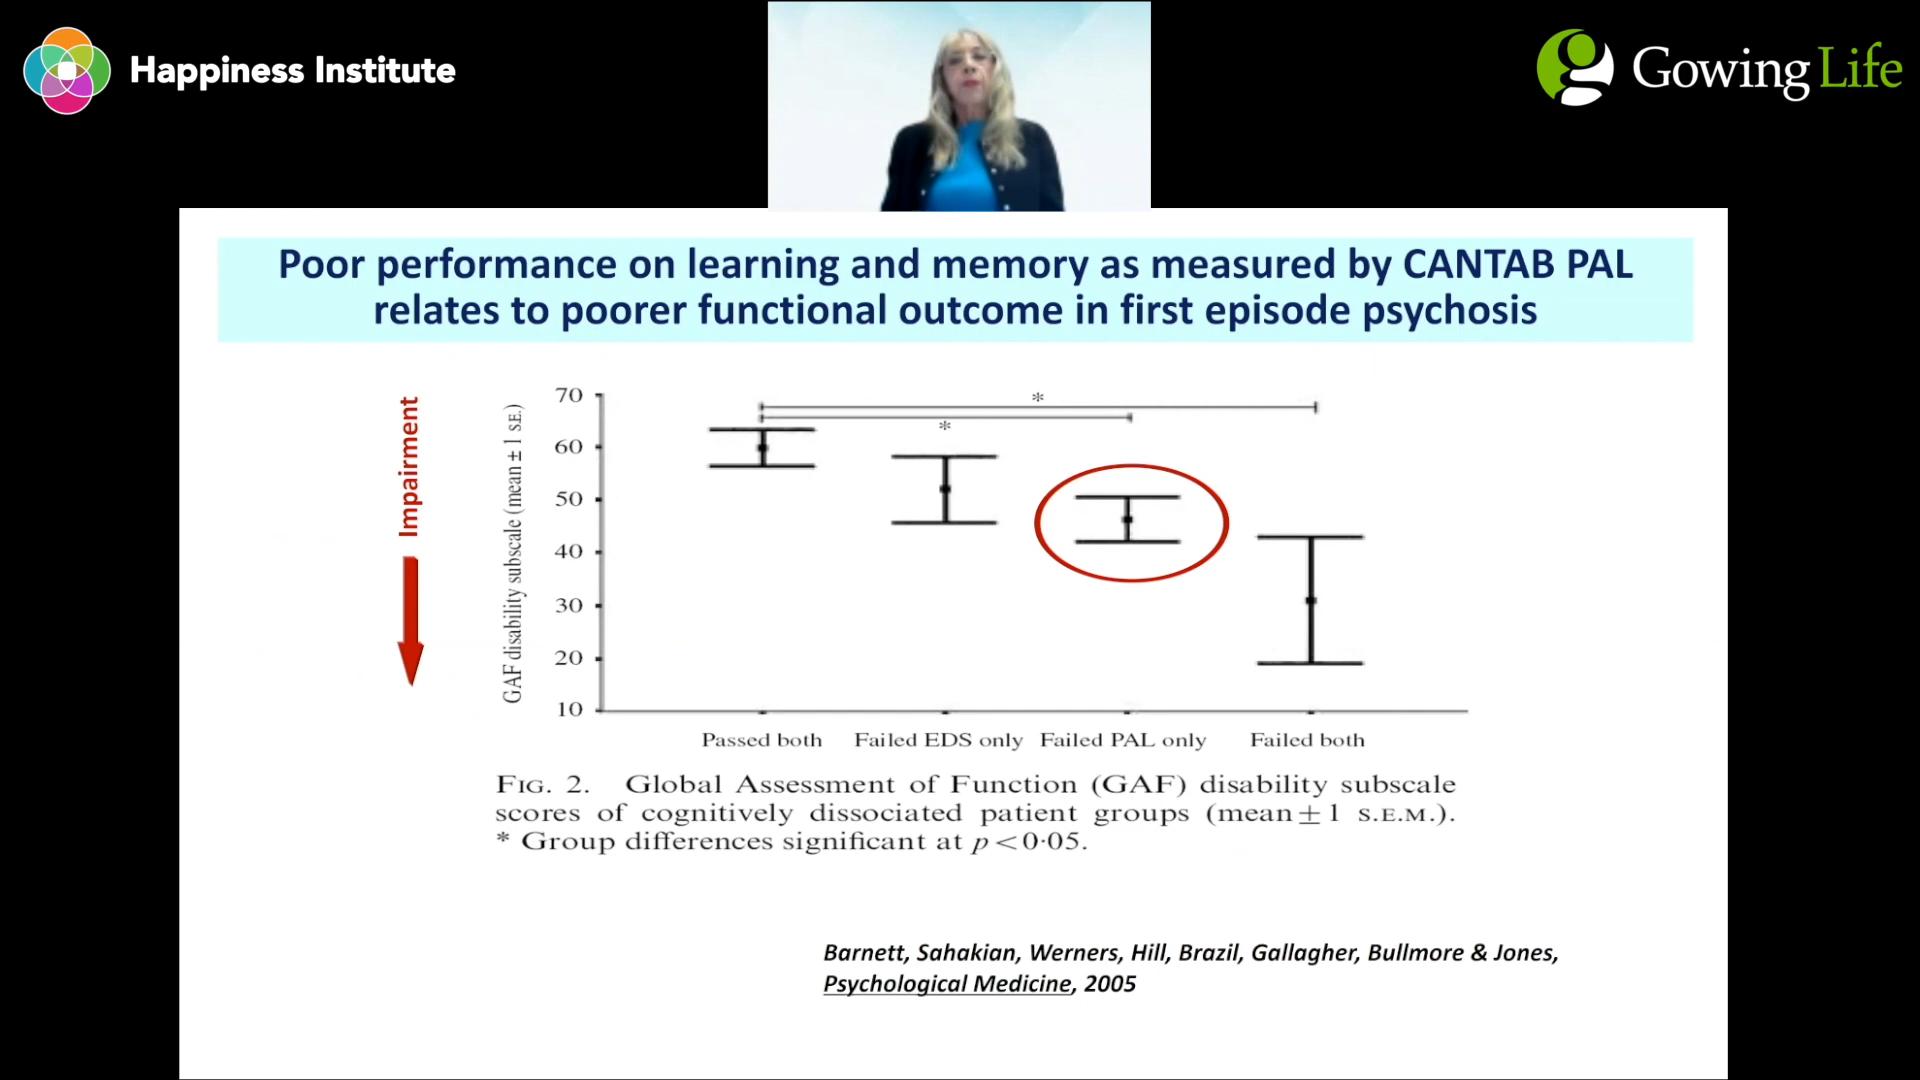 Happiness Institute
Gowing Life
Poor performance on learning and memory as measured by CANTAB PAL
relates to poorer functional outcome in first episode psychosis
Impairment
GAF disability subscale (mean ± 1 S.E.)
70
60
50
40
30
20
10
*
*
Passed both Failed EDS only Failed PAL only Failed both
FIG. 2. Global Assessment of Function (GAF) disability subscale
scores of cognitively dissociated patient groups (mean ± 1 S.E.M.).
* Group differences significant at p < 0·05.
Barnett, Sahakian, Werners, Hill, Brazil, Gallagher, Bullmore & Jones,
Psychological Medicine, 2005